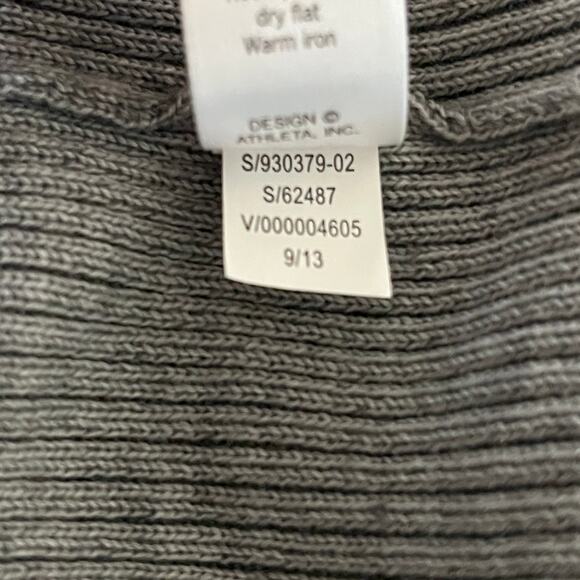 dry flat
Warm iron
DESIGN ©
ATHLETA, INC.
S/930379-02
S/62487
V/000004605
9/13